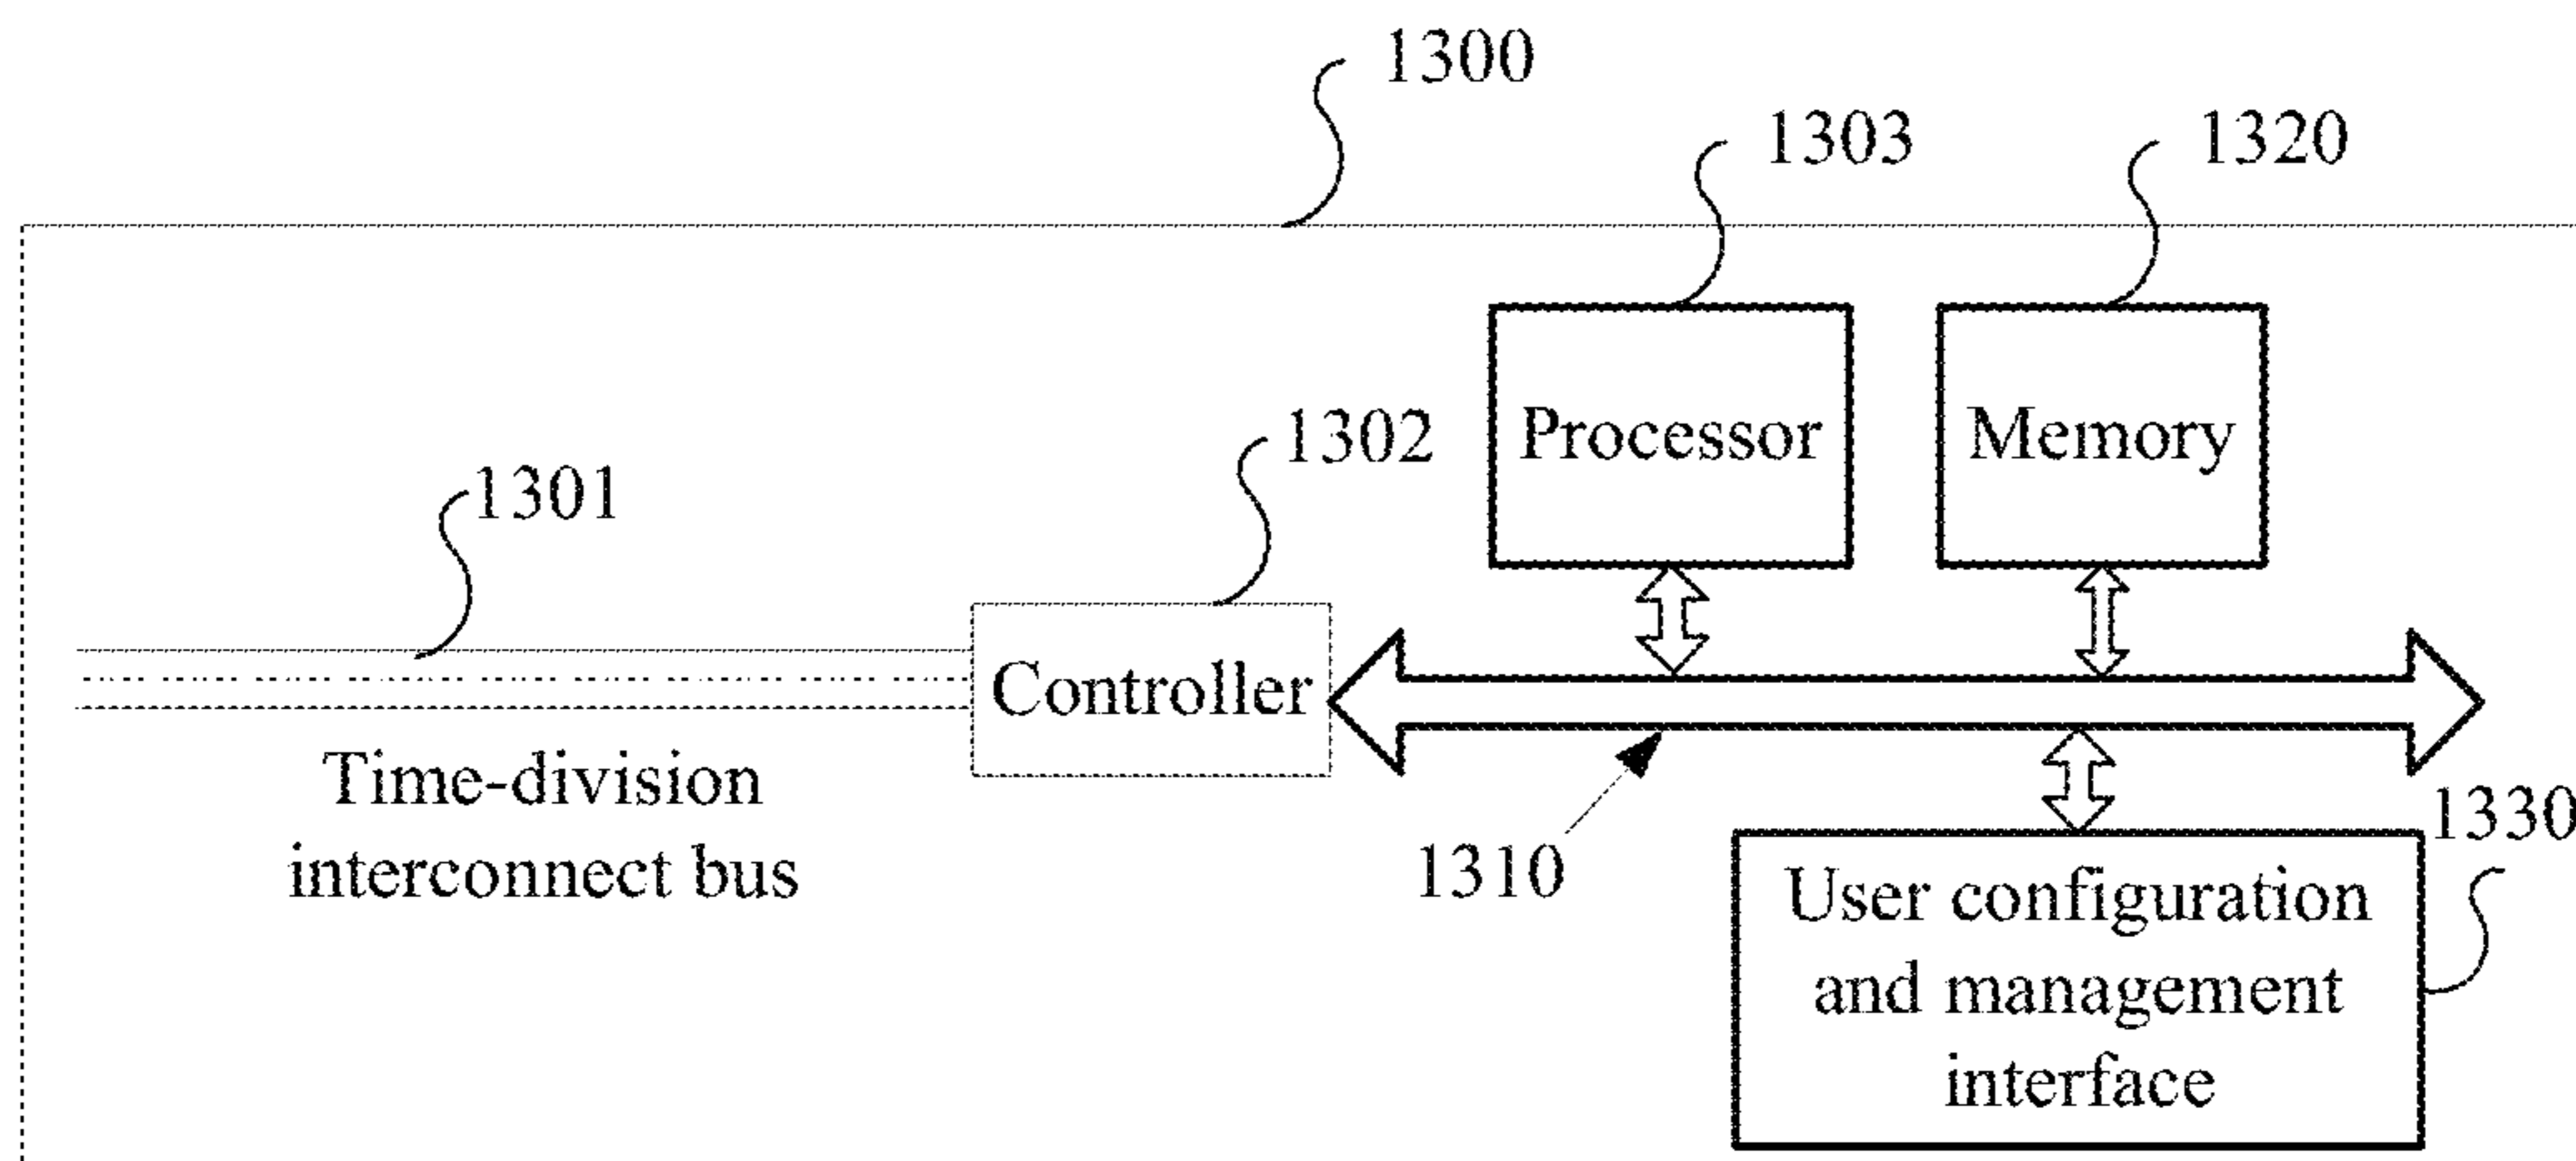 1300
1303
1320
1302
1301
Processor
Memory
Controller
Time-division
interconnect bus
1310
1330
User configuration
and management
interface